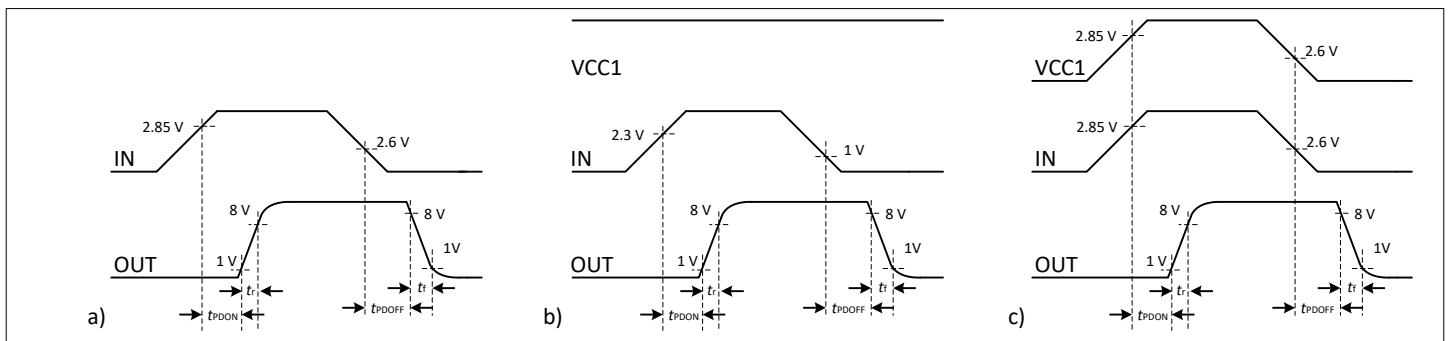 2.85 V
2.6 V
IN
8 V
8 V
1 V
1V
OUT
tr
tf
tPDON
tPDOFF
a)
VCC1
2.3 V
1 V
IN
8 V
8 V
1 V
1V
OUT
tr
tf
tPDON
tPDOFF
b)
2.85 V
2.6 V
VCC1
2.85 V
2.6 V
IN
8 V
8 V
1 V
1V
OUT
tr
tf
tPDON
tPDOFF
c)